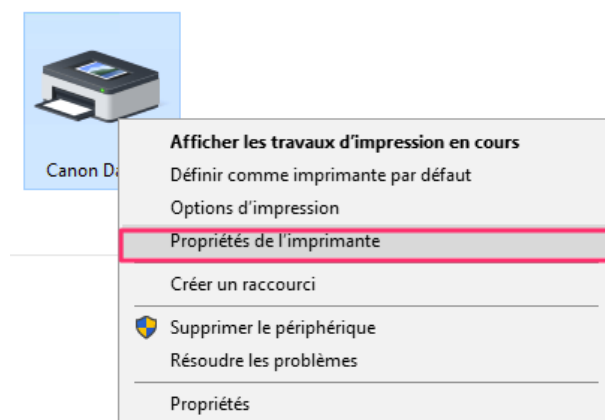 Canon Da
Afficher les travaux d'impression en cours
Définir comme imprimante par défaut
Options d'impression
Propriétés de l'imprimante
Créer un raccourci
Supprimer le périphérique
Résoudre les problèmes
Propriétés